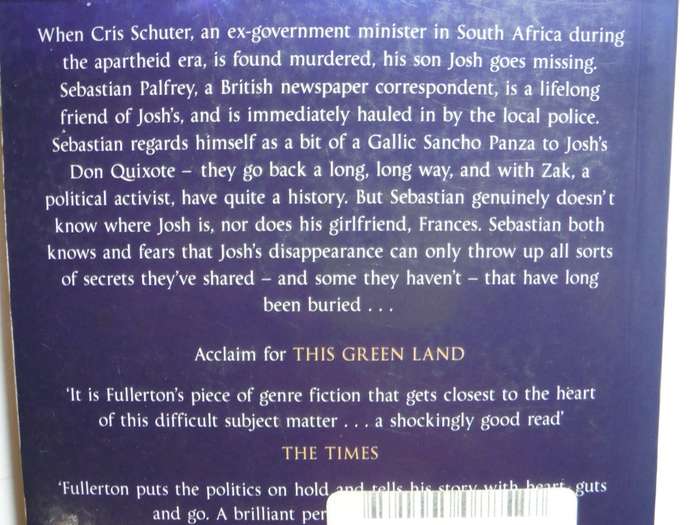 When Cris Schuter, an ex-government minister in South Africa during
the apartheid era, is found murdered, his son Josh goes missing.
Sebastian Palfrey, a British newspaper correspondent, is a lifelong
friend of Josh's, and is immediately hauled in by the local police.
Sebastian regards himself as a bit of a Gallic Sancho Panza to Josh's
Don Quixote – they go back a long, long way, and with Zak, a
political activist, have quite a history. But Sebastian genuinely doesn't
know where Josh is, nor does his girlfriend, Frances. Sebastian both
knows and fears that Josh's disappearance can only throw up all sorts
of secrets they've shared – and some they haven't – that have long
been buried . . .
Acclaim for THIS GREEN LAND
'It is Fullerton's piece of genre fiction that gets closest to the heart
of this difficult subject matter . . . a shockingly good read'
THE TIMES
'Fullerton puts the politics on hold and tells his story with heart, guts
and go. A brilliant